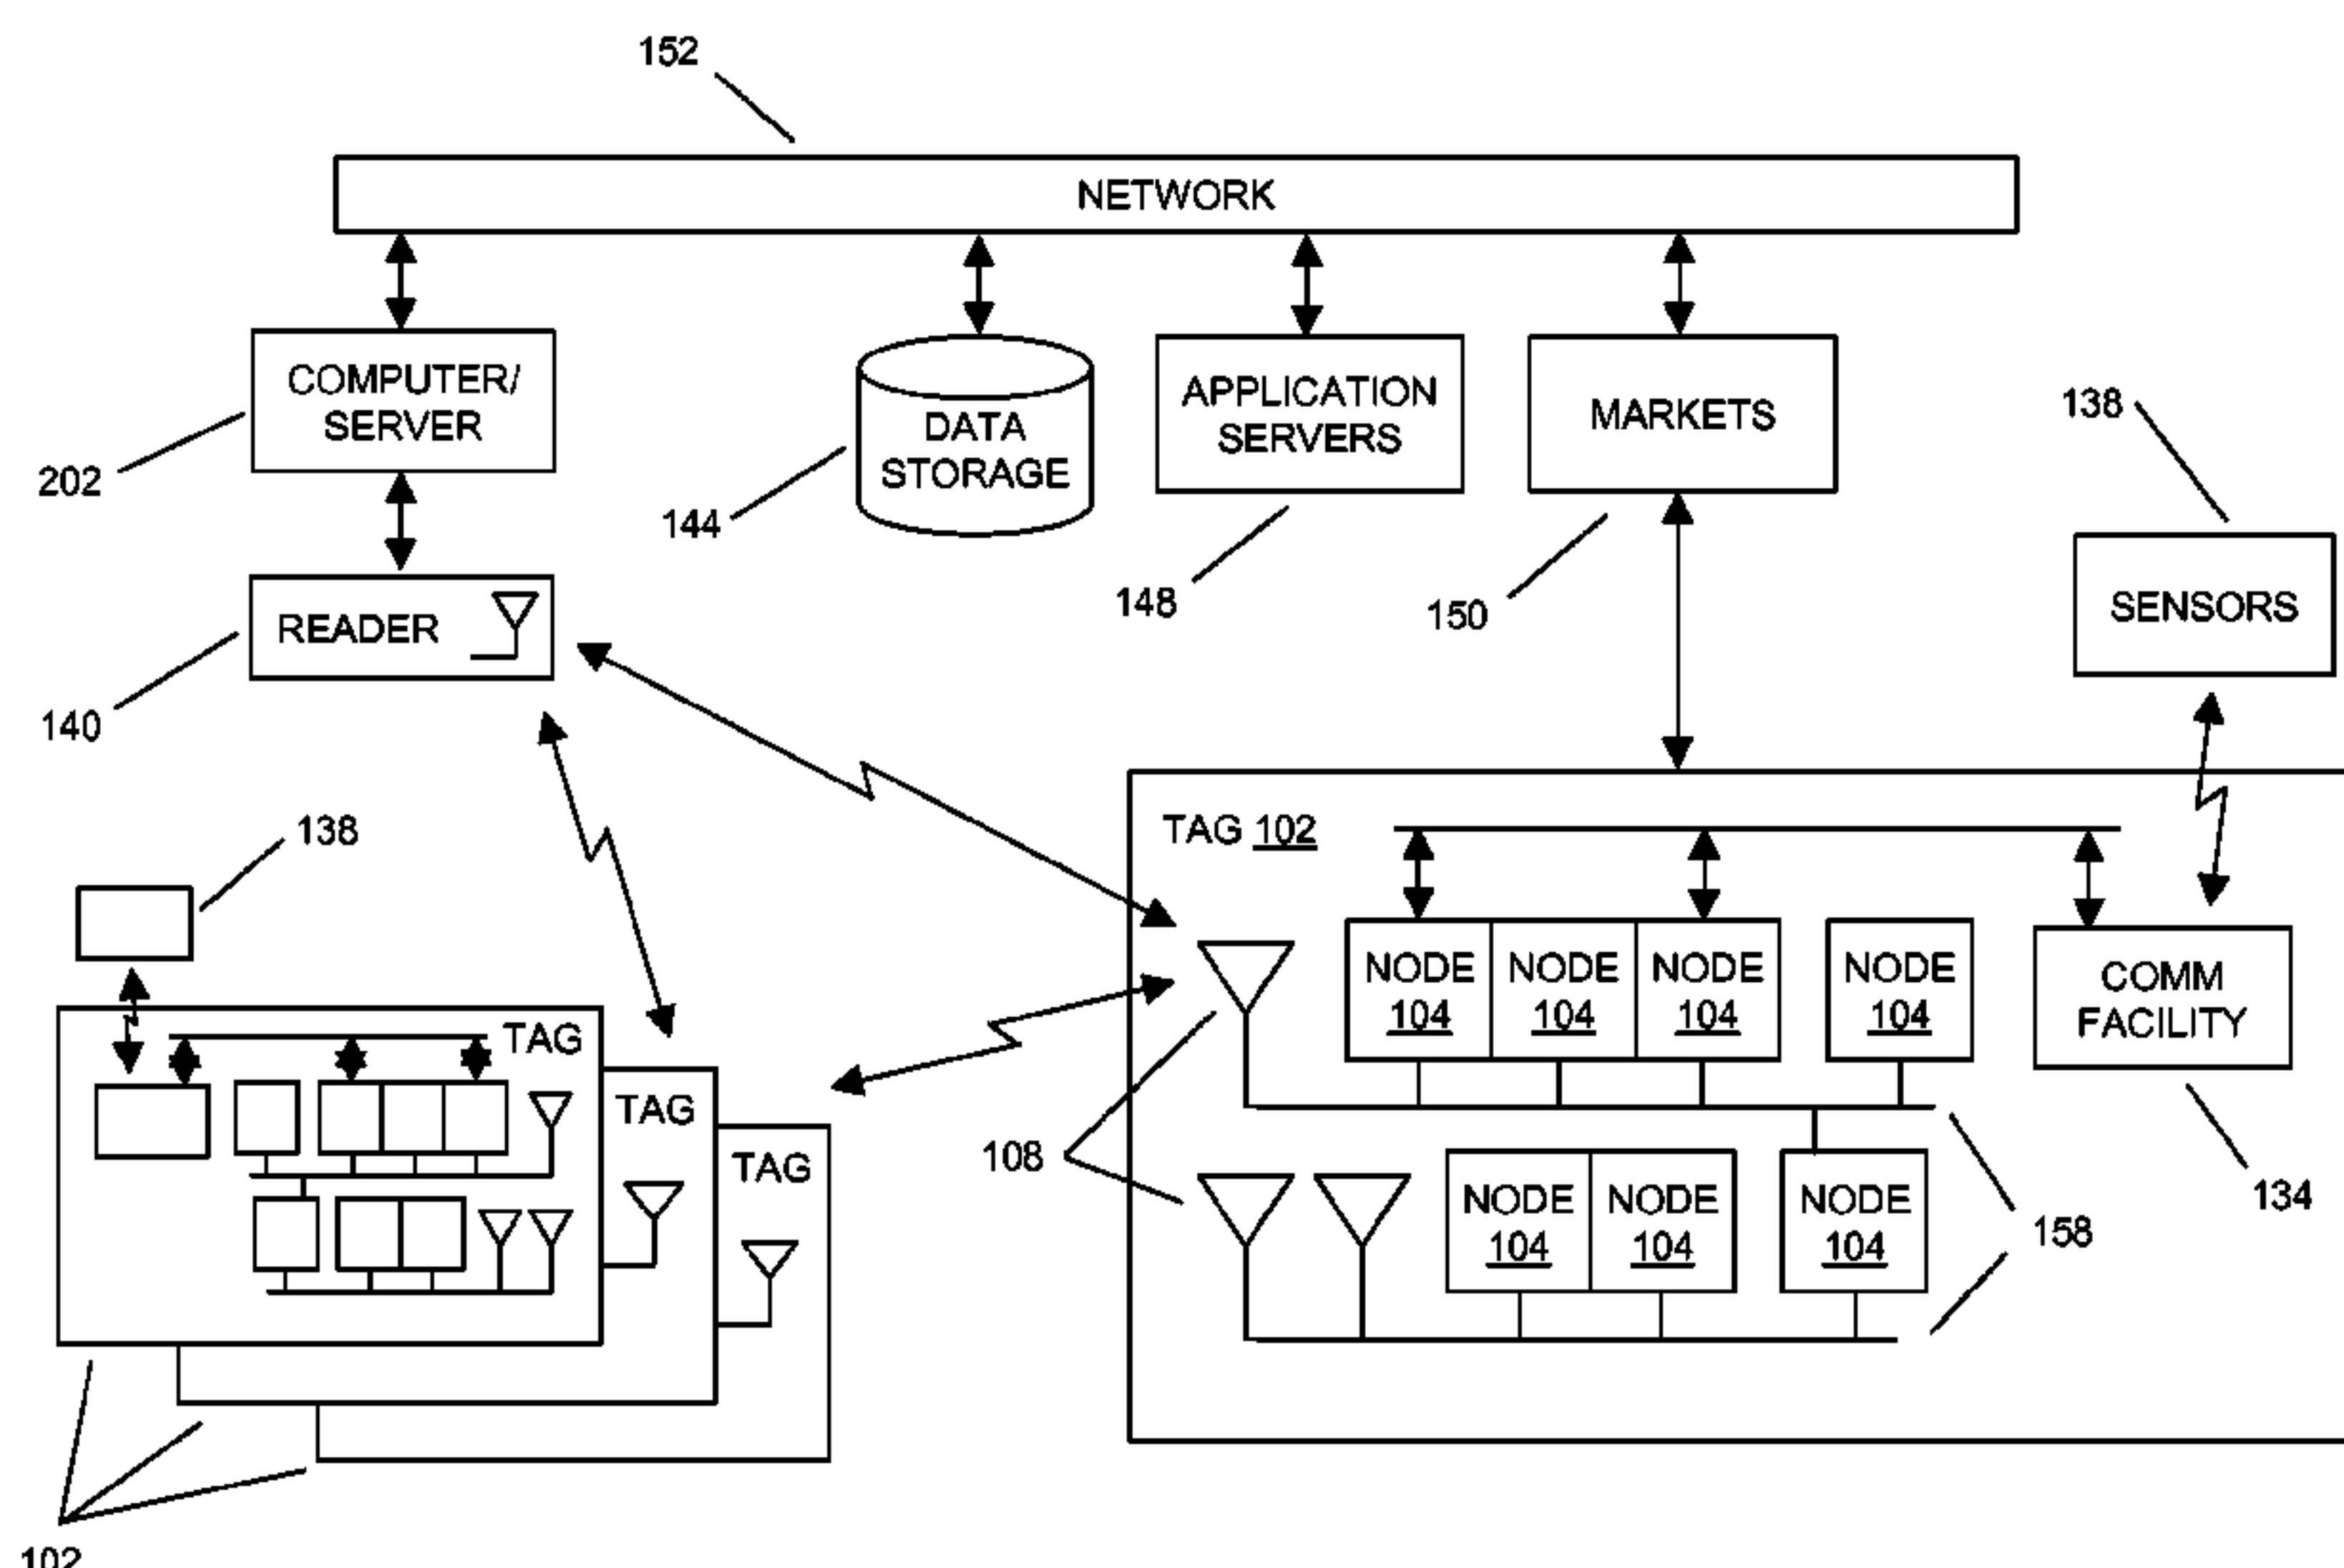 152
NETWORK
COMPUTER/
SERVER
202
DATA
STORAGE
144
APPLICATION
SERVERS
148
MARKETS
150
138
SENSORS
READER
140
138
TAG
TAG
TAG
102
TAG 102
NODE NODE NODE NODE
104 104 104 104
COMM
FACILITY
108
134
NODE NODE NODE
104 104 104
158